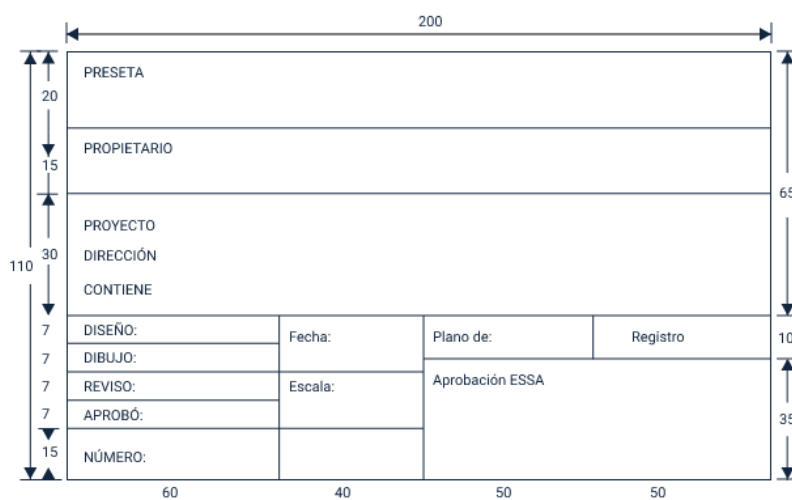 200
PRESETA
20
PROPIETARIO
15
65
PROYECTO
30
DIRECCIÓN
110
CONTIENE
7
DISEÑO:
Fecha:
Plano de:
Registro
10
7
DIBUJO:
7
REVISO:
Escala:
Aprobación ESSA
7
APROBÓ:
35
15
NÚMERO:
60
40
50
50